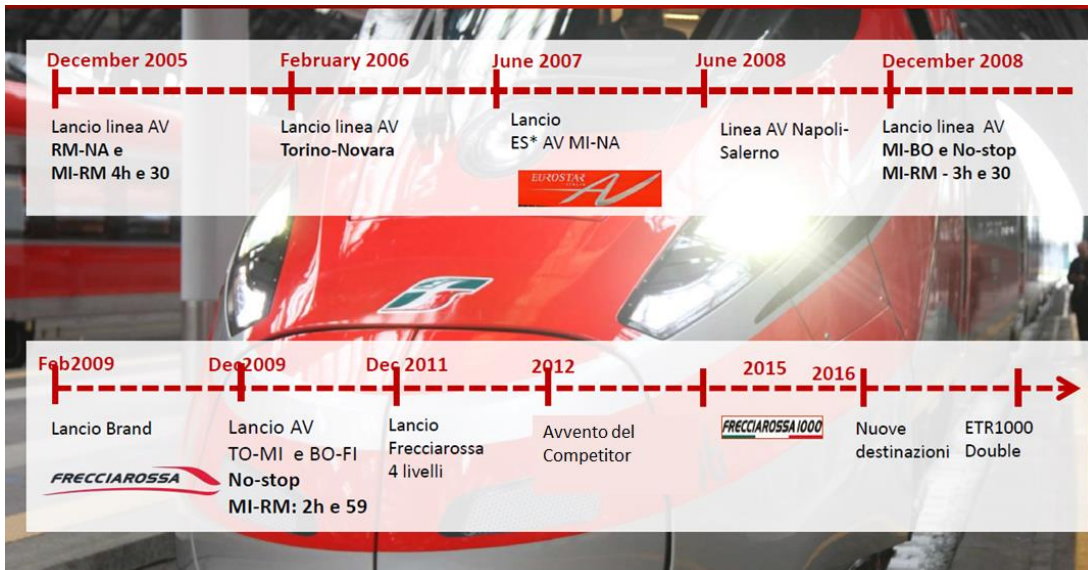 December 2005
February 2006
June 2007
June 2008
December 2008
Lancio linea AV
RM-NA e
MI-RM 4h e 30
Lancio linea AV
Torino-Novara
Lancio
ES* AV MI-NA
EUROSTAR
ITALIA
AV
Linea AV Napoli-
Salerno
Lancio linea AV
MI-BO e No-stop
MI-RM - 3h e 30
Feb2009
Dec2009
Dec 2011
2012
2015
2016
Lancio Brand
FRECCIAROSSA
Lancio AV
TO-MI e BO-FI
No-stop
MI-RM: 2h e 59
Lancio
Frecciarossa
4 livelli
Avvento del
Competitor
FRECCIAROSSA 1000
Nuove
destinazioni
ETR1000
Double